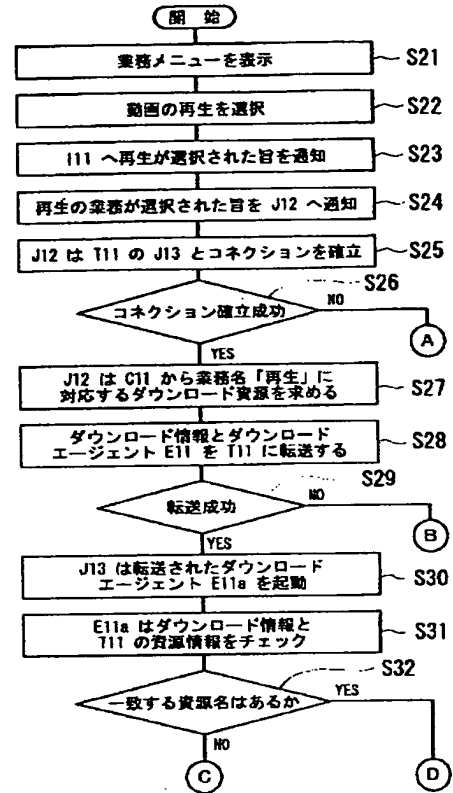 開 始
業務メニューを表示
S21
動画の再生を選択
S22
I11 へ再生が選択された旨を通知
S23
再生の業務が選択された旨を J12 へ通知
S24
J12 は T11 の J13 とコネクションを確立
S25
S26
コネクション確立成功
NO
A
YES
J12 は C11 から業務名「再生」に
対応するダウンロード資源を求める
S27
ダウンロード情報とダウンロード
エージェント E11 を T11 に転送する
S28
S29
転送成功
NO
B
YES
J13 は転送されたダウンロード
エージェント E11a を起動
S30
E11a はダウンロード情報と
T11 の資源情報をチェック
S31
S32
一致する資源名はあるか
YES
NO
C
D